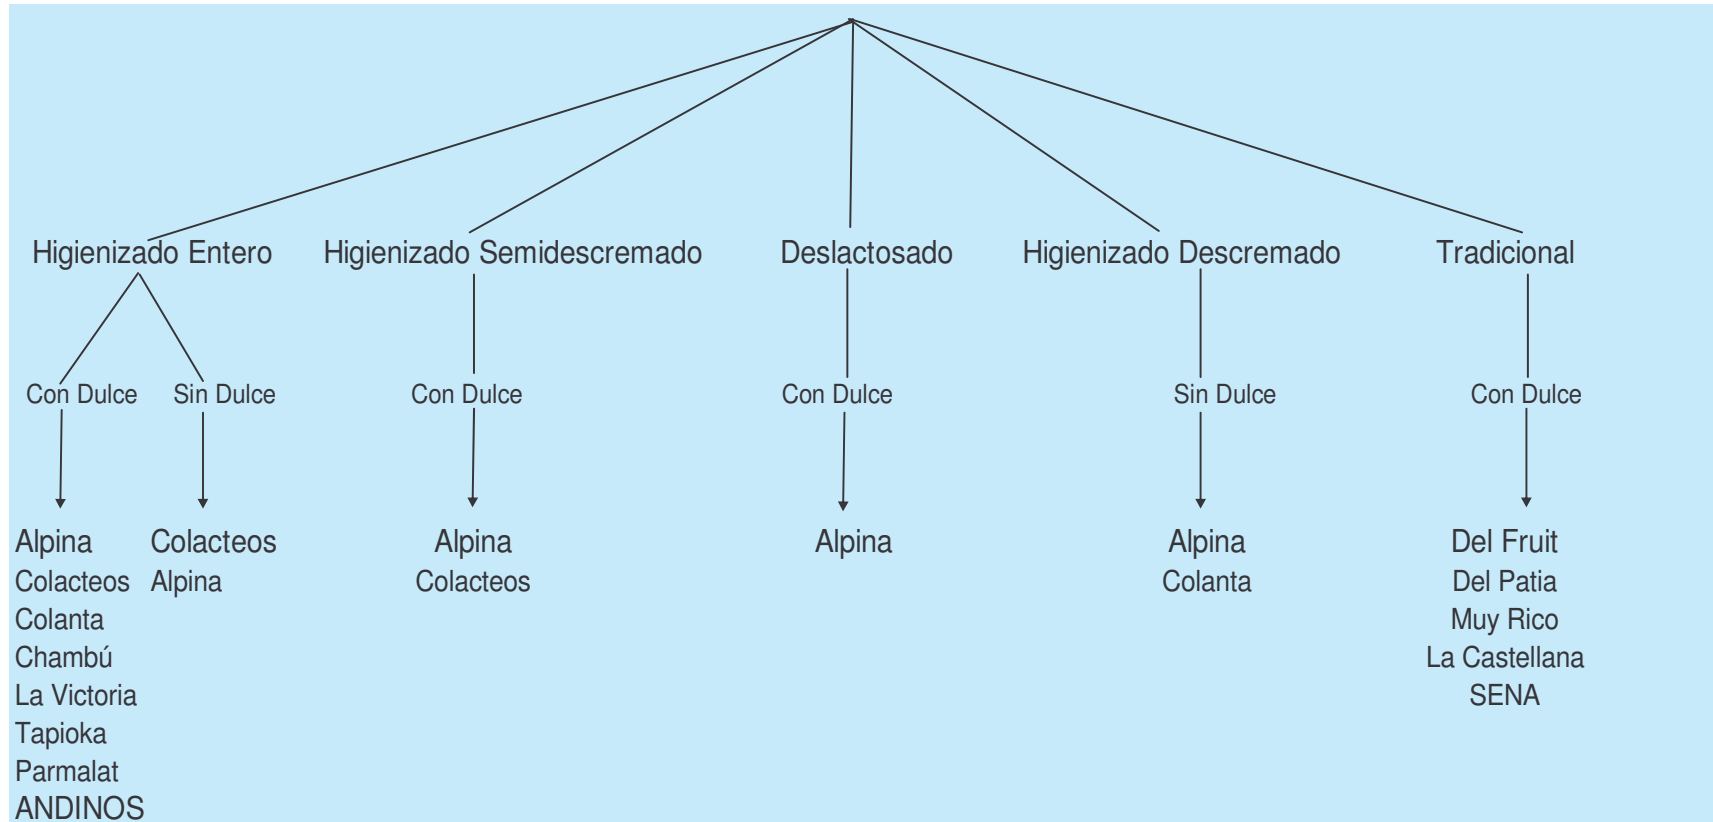 Higienizado Entero Higienizado Semidescremado Deslactosado Higienizado Descremado Tradicional
Con Dulce Sin Dulce Con Dulce Con Dulce Sin Dulce Con Dulce
Alpina Colacteos Alpina Alpina Alpina Del Fruit
Colacteos Alpina Colacteos Colanta Del Patia
Colanta Muy Rico
Chambú La Castellana
La Victoria SENA
Tapioka
Parmalat
ANDINOS